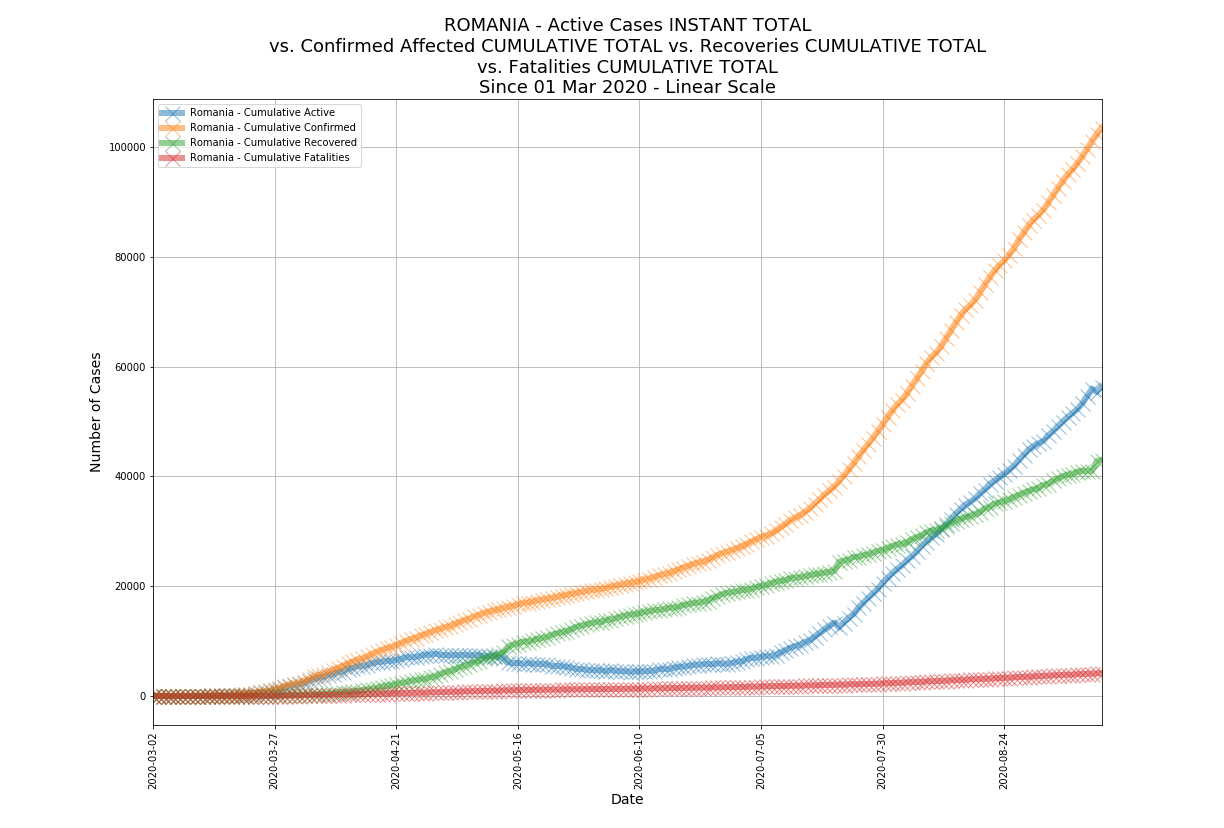 ROMANIA - Active Cases INSTANT TOTAL
vs. Confirmed Affected CUMULATIVE TOTAL vs. Recoveries CUMULATIVE TOTAL
vs. Fatalities CUMULATIVE TOTAL
Since 01 Mar 2020 - Linear Scale
Romania - Cumulative Active
Romania - Cumulative Confirmed
Romania - Cumulative Recovered
Romania - Cumulative Fatalities
Number of Cases
100000
80000
60000
40000
20000
0
2020-03-02
2020-03-27
2020-04-21
2020-05-16
2020-06-10
2020-07-05
2020-07-30
2020-08-24
Date